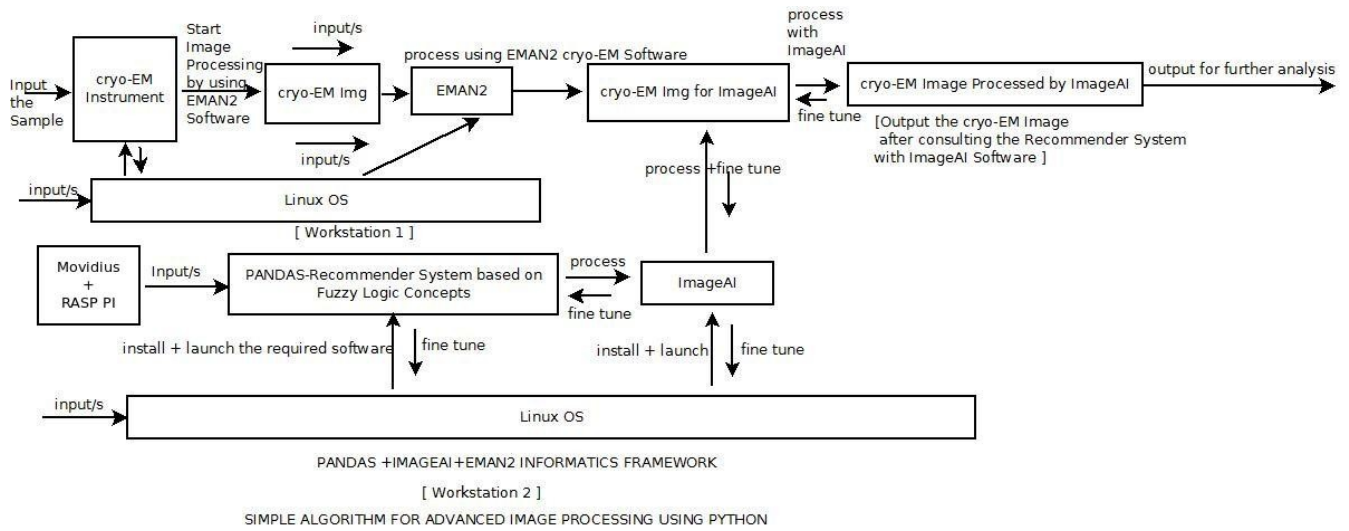 input/s
process
with
ImageAI
Start
Image
Processing
by using
EMAN2
Software
process using EMAN2 cryo-EM Software
Input
the
Sample
cryo-EM
Instrument
cryo-EM Img
EMAN2
cryo-EM Img for ImageAI
fine tune
cryo-EM Image Processed by ImageAI
output for further analysis
[Output the cryo-EM Image
after consulting the Recommender System
with ImageAI Software ]
input/s
process +fine tune
input/s
Linux OS
[ Workstation 1 ]
Movidius
+
RASP PI
Input/s
PANDAS-Recommender System based on
Fuzzy Logic Concepts
process
fine tune
ImageAI
install + launch the required software
fine tune
install + launch
fine tune
input/s
Linux OS
PANDAS +IMAGEAI+EMAN2 INFORMATICS FRAMEWORK
[ Workstation 2 ]
SIMPLE ALGORITHM FOR ADVANCED IMAGE PROCESSING USING PYTHON